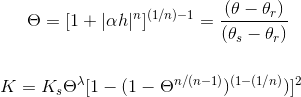 Θ = [1 + |αh|^n]^{(1/n)−1} = (θ − θ_r) / (θ_s − θ_r)
K = K_s Θ^λ [1 − (1 − Θ^{n/(n−1)})^{(1−(1/n))}]^2